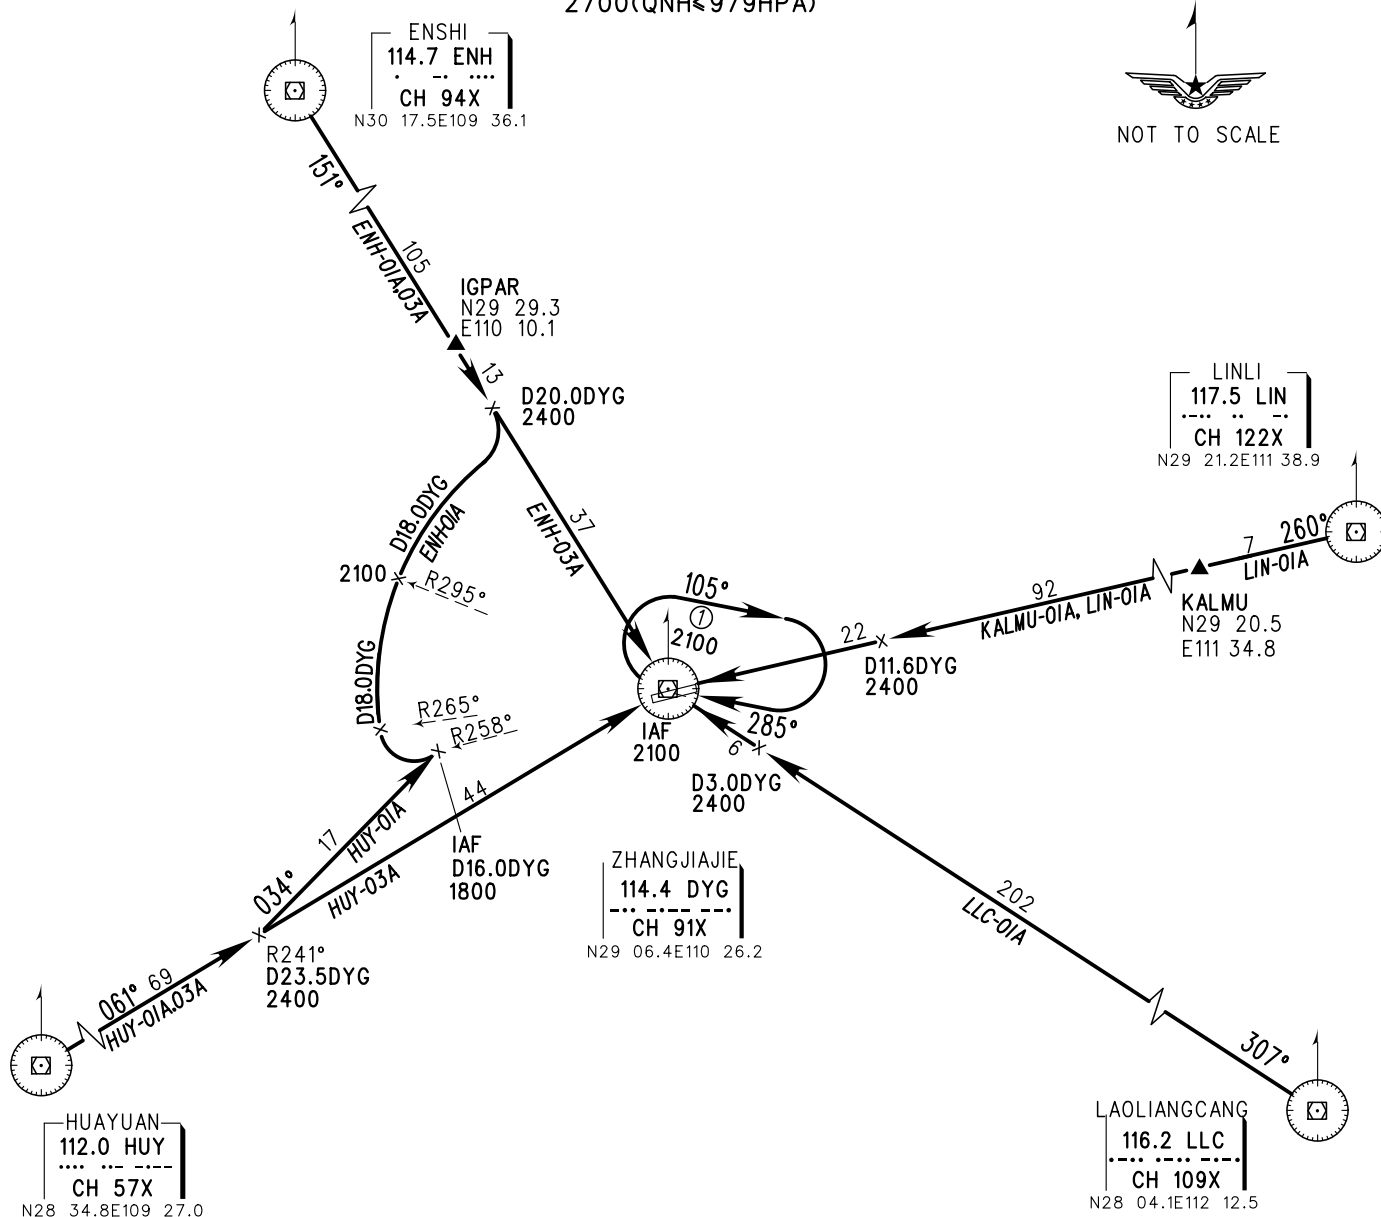 2700(QNH≤979HPA)
ENSHI
114.7 ENH
CH 94X
N30 17.5E109 36.1
NOT TO SCALE
151°
105
ENH-01A,03A
IGPAR
N29 29.3
E110 10.1
13
D20.0DYG
2400
LINLI
117.5 LIN
CH 122X
N29 21.2E111 38.9
D18.0DYG
ENH-01A
37
ENH-03A
260°
7
LIN-01A
2100
R295°
105°
1
2100
92
KALMU-01A, LIN-01A
KALMU
N29 20.5
E111 34.8
22
D11.6DYG
2400
D18.0DYG
R265°
R258°
IAF
2100
285°
6
D3.0DYG
2400
44
17
HUY-01A
HUY-03A
034°
IAF
D16.0DYG
1800
ZHANGJIAJIE
114.4 DYG
CH 91X
N29 06.4E110 26.2
202
LLC-01A
R241°
D23.5DYG
2400
061° 69
HUY-01A,03A
307°
HUAYUAN
112.0 HUY
CH 57X
N28 34.8E109 27.0
LAOLIANGCANG
116.2 LLC
CH 109X
N28 04.1E112 12.5